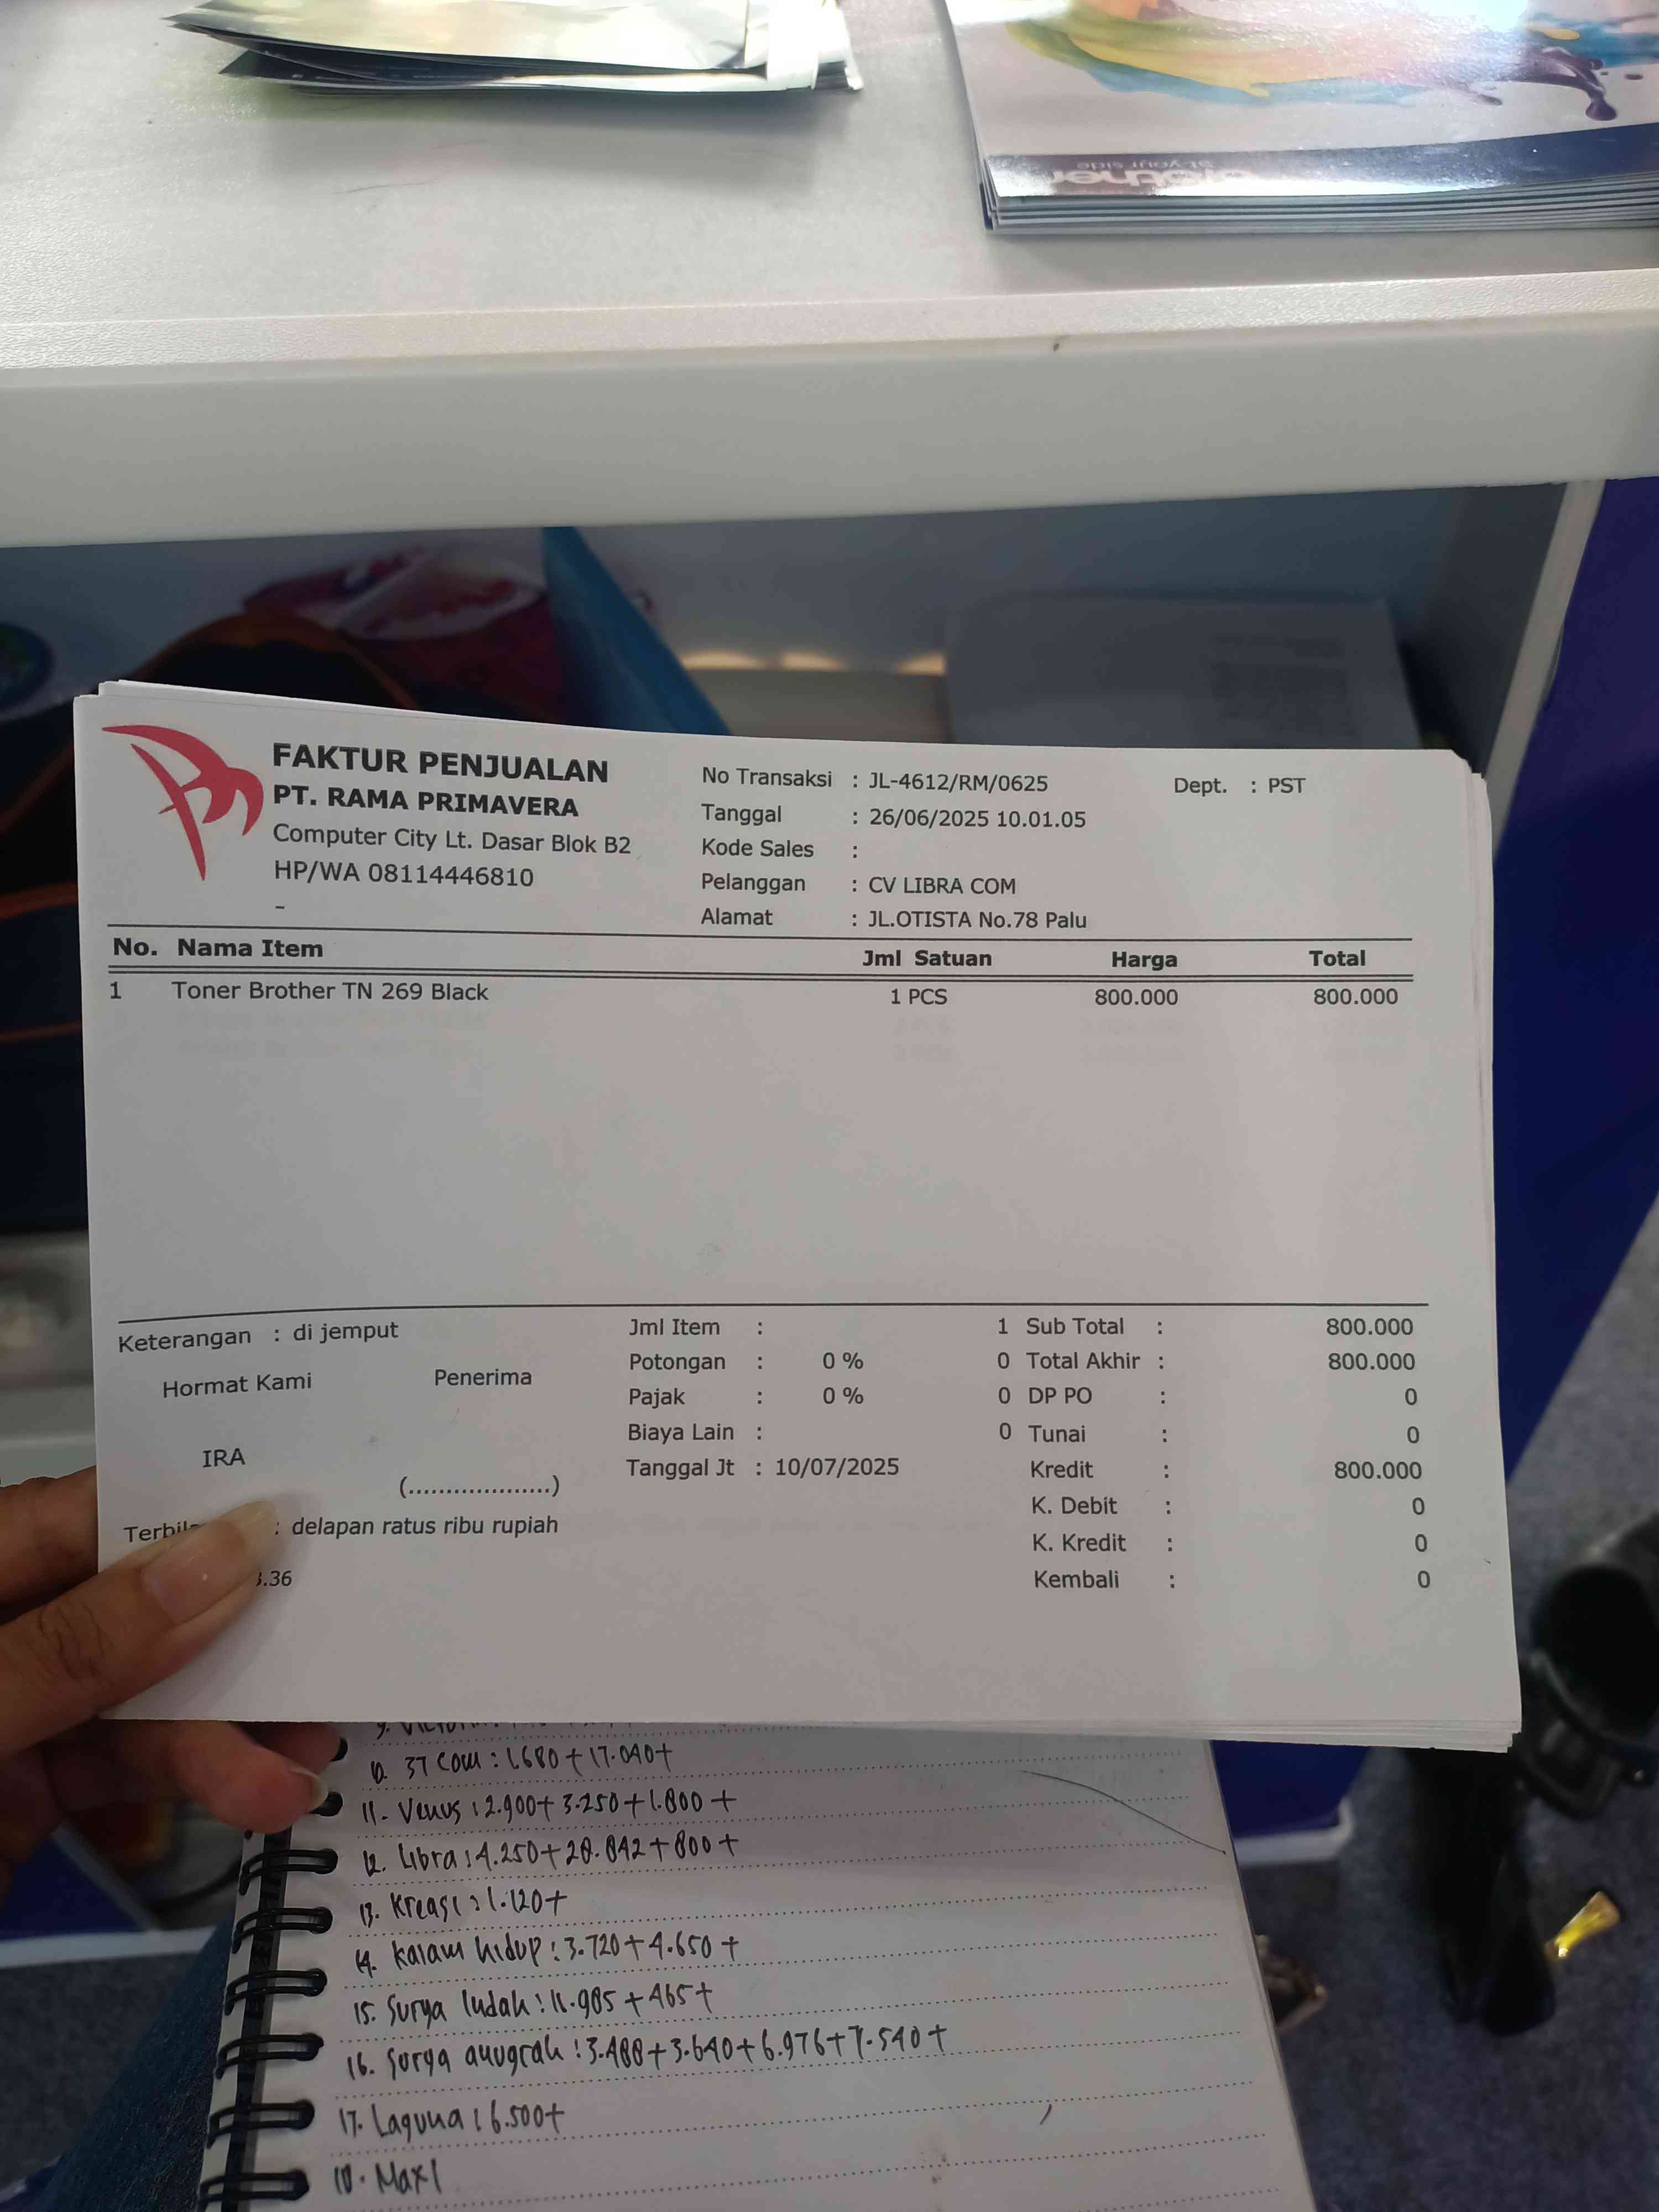 brother
at your side
FAKTUR PENJUALAN
PT. RAMA PRIMAVERA
Computer City Lt. Dasar Blok B2
HP/WA 08114446810
-
No Transaksi : JL-4612/RM/0625
Dept. : PST
Tanggal : 26/06/2025 10.01.05
Kode Sales :
Pelanggan : CV LIBRA COM
Alamat : JL.OTISTA No.78 Palu
No. Nama Item Jml Satuan Harga Total
1 Toner Brother TN 269 Black 1 PCS 800.000 800.000
Keterangan : di jemput
Hormat Kami Penerima
IRA
(....................)
: delapan ratus ribu rupiah
.36
Jml Item : 1
Potongan : 0 % 0
Pajak : 0 % 0
Biaya Lain : 0
Tanggal Jt : 10/07/2025
Sub Total : 800.000
Total Akhir : 800.000
DP PO : 0
Tunai : 0
Kredit : 800.000
K. Debit : 0
K. Kredit : 0
Kembali : 0
10. 37 Com : 1.680 + 17.040 +
11. Venus : 2.900 + 3.250 + 1.800 +
12. Libra : 4.250 + 28.842 + 800 +
13. Kreasi : 1.120 +
14. Kalam hidup : 3.720 + 4.650 +
15. Surya Indah : 11.985 + 465 +
16. Surya anugrah : 3.488 + 3.640 + 6.976 + 7.540 +
17. Laguna : 6.500 +
18. Maxi